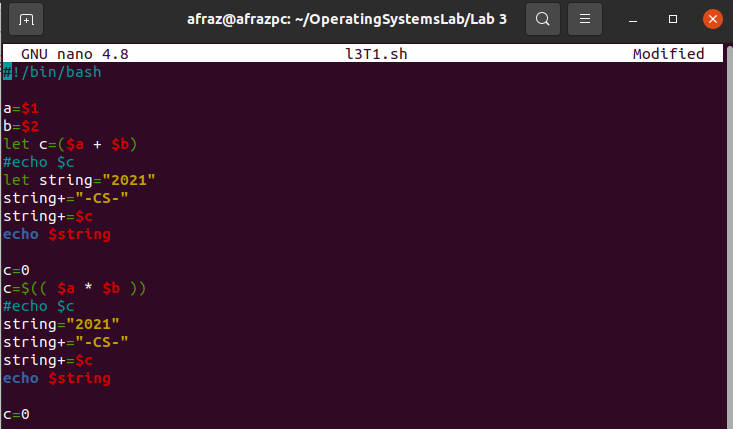 afraz@afrazpc: ~/OperatingSystemsLab/Lab 3
GNU nano 4.8 l3T1.sh Modified
#!/bin/bash
a=$1
b=$2
let c=($a + $b)
#echo $c
let string="2021"
string+="-CS-"
string+=$c
echo $string
c=0
c=$(( $a * $b ))
#echo $c
string="2021"
string+="-CS-"
string+=$c
echo $string
c=0